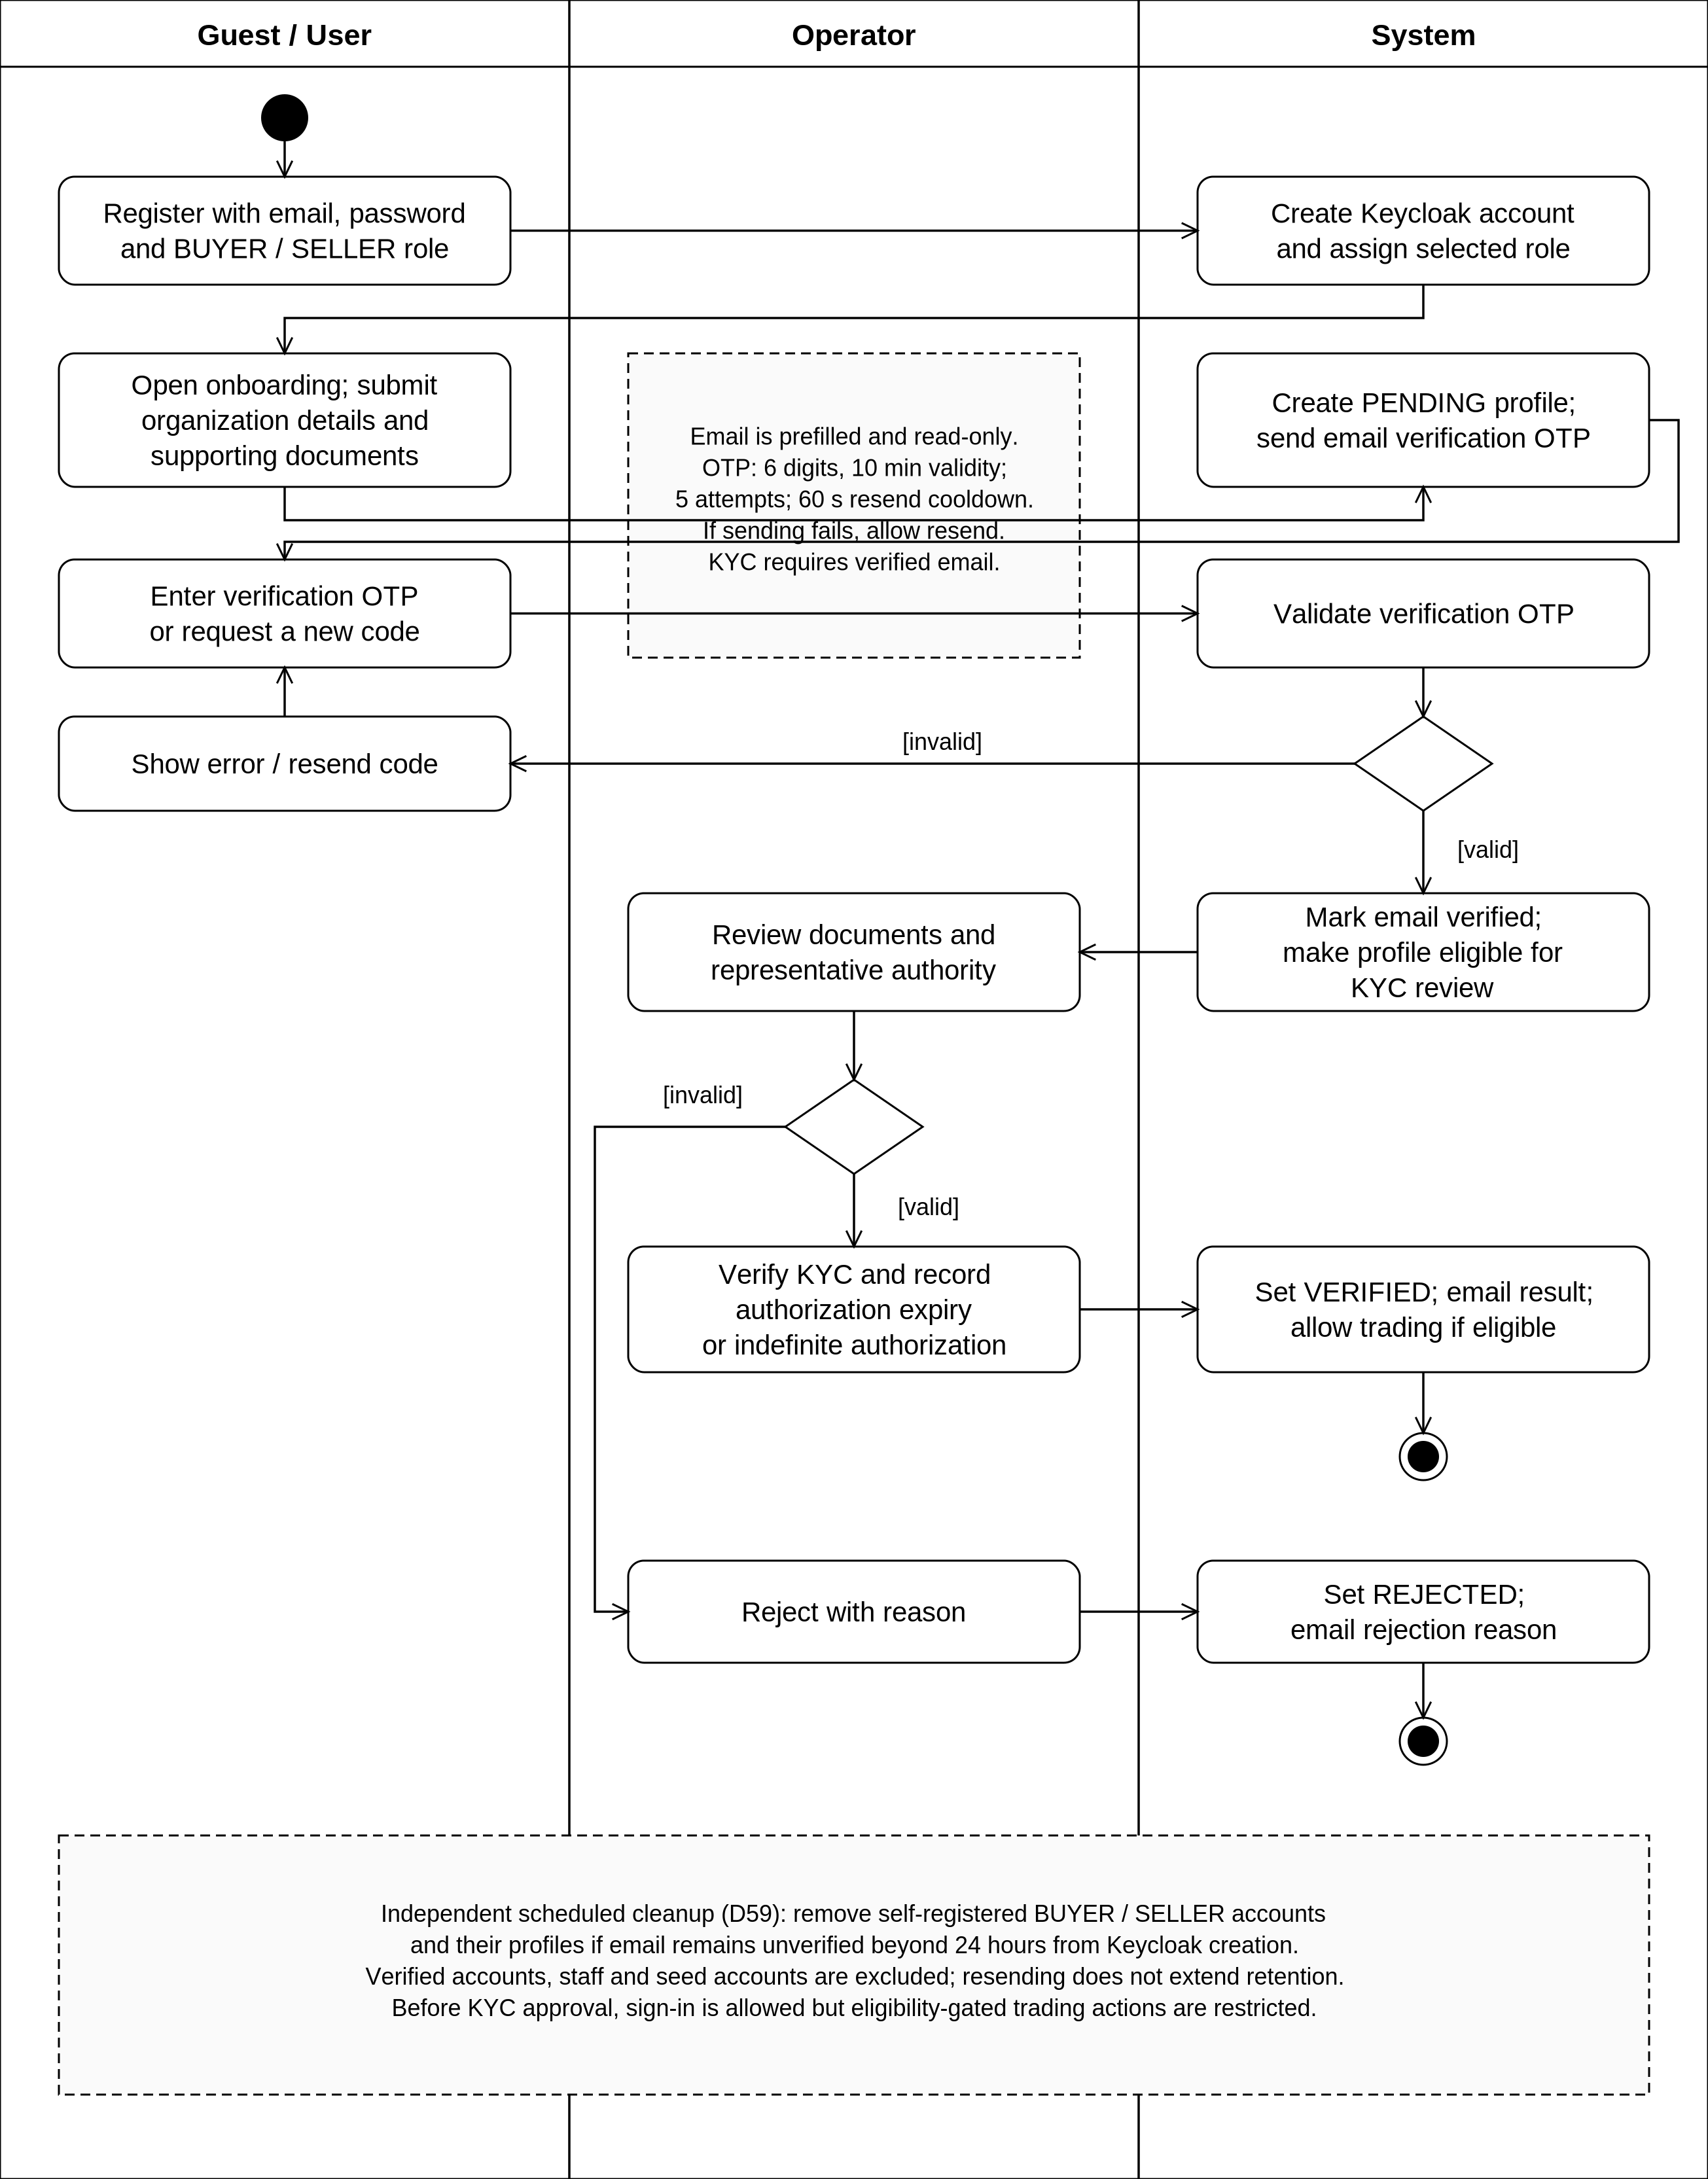 Guest / User
Operator
System
Register with email, password
and BUYER / SELLER role
Create Keycloak account
and assign selected role
Open onboarding; submit
organization details and
supporting documents
Email is prefilled and read-only.
OTP: 6 digits, 10 min validity;
5 attempts; 60 s resend cooldown.
If sending fails, allow resend.
KYC requires verified email.
Create PENDING profile;
send email verification OTP
Enter verification OTP
or request a new code
Validate verification OTP
Show error / resend code
[invalid]
[valid]
Review documents and
representative authority
Mark email verified;
make profile eligible for
KYC review
[invalid]
[valid]
Verify KYC and record
authorization expiry
or indefinite authorization
Set VERIFIED; email result;
allow trading if eligible
Reject with reason
Set REJECTED;
email rejection reason
Independent scheduled cleanup (D59): remove self-registered BUYER / SELLER accounts
and their profiles if email remains unverified beyond 24 hours from Keycloak creation.
Verified accounts, staff and seed accounts are excluded; resending does not extend retention.
Before KYC approval, sign-in is allowed but eligibility-gated trading actions are restricted.